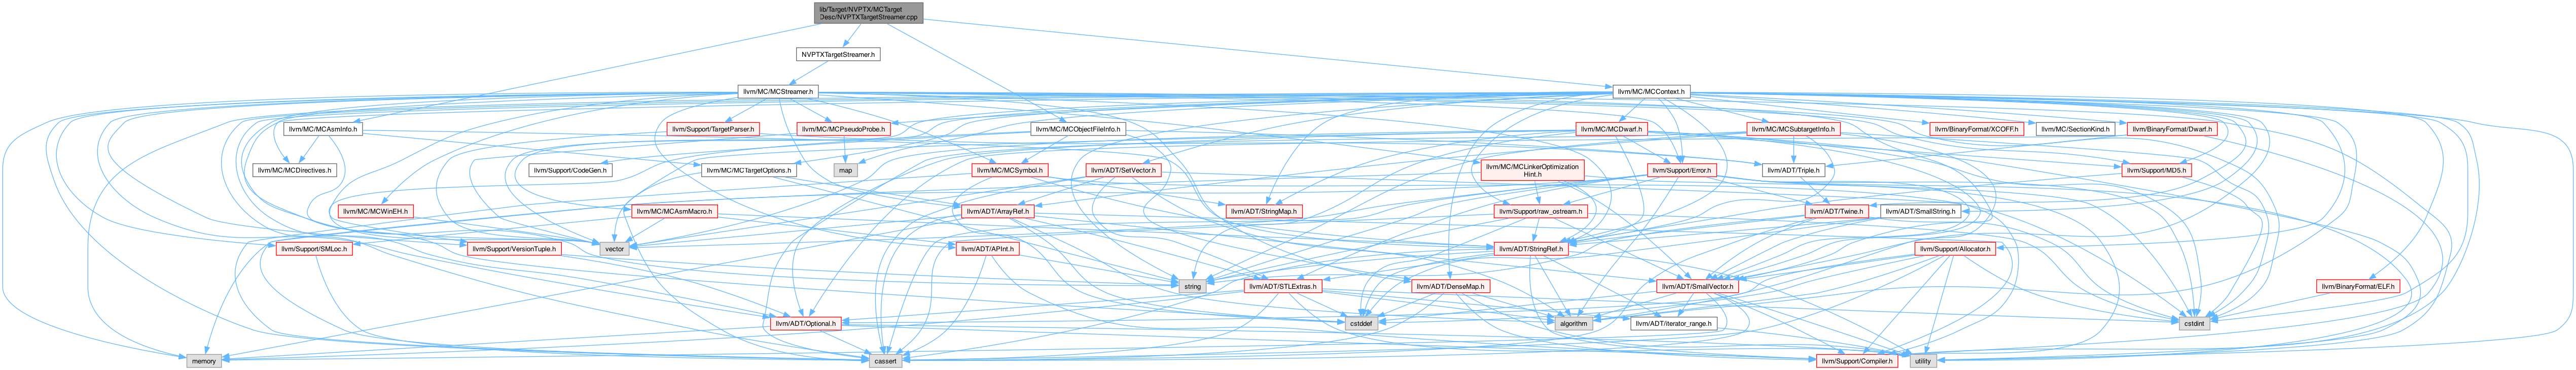 lib/Target/NVPTX/MCTarget
Desc/NVPTXTargetStreamer.cpp
NVPTXTargetStreamer.h
llvm/MC/MCStreamer.h
llvm/MC/MCContext.h
llvm/MC/MCAsmInfo.h
llvm/Support/TargetParser.h
llvm/MC/MCPseudoProbe.h
llvm/MC/MCObjectFileInfo.h
llvm/MC/MCDwarf.h
llvm/MC/MCSubtargetInfo.h
llvm/BinaryFormat/XCOFF.h
llvm/MC/SectionKind.h
llvm/BinaryFormat/Dwarf.h
llvm/MC/MCDirectives.h
llvm/Support/CodeGen.h
llvm/MC/MCTargetOptions.h
map
llvm/MC/MCSymbol.h
llvm/ADT/SetVector.h
llvm/MC/MCLinkerOptimization
Hint.h
llvm/Support/Error.h
llvm/ADT/Triple.h
llvm/Support/MD5.h
llvm/MC/MCWinEH.h
llvm/MC/MCAsmMacro.h
llvm/ADT/ArrayRef.h
llvm/ADT/StringMap.h
llvm/Support/raw_ostream.h
llvm/ADT/Twine.h
llvm/ADT/SmallString.h
llvm/Support/SMLoc.h
llvm/Support/VersionTuple.h
vector
llvm/ADT/APInt.h
llvm/ADT/StringRef.h
llvm/Support/Allocator.h
string
llvm/ADT/STLExtras.h
llvm/ADT/DenseMap.h
llvm/ADT/SmallVector.h
llvm/BinaryFormat/ELF.h
llvm/ADT/Optional.h
cstddef
algorithm
llvm/ADT/iterator_range.h
cstdint
memory
cassert
llvm/Support/Compiler.h
utility